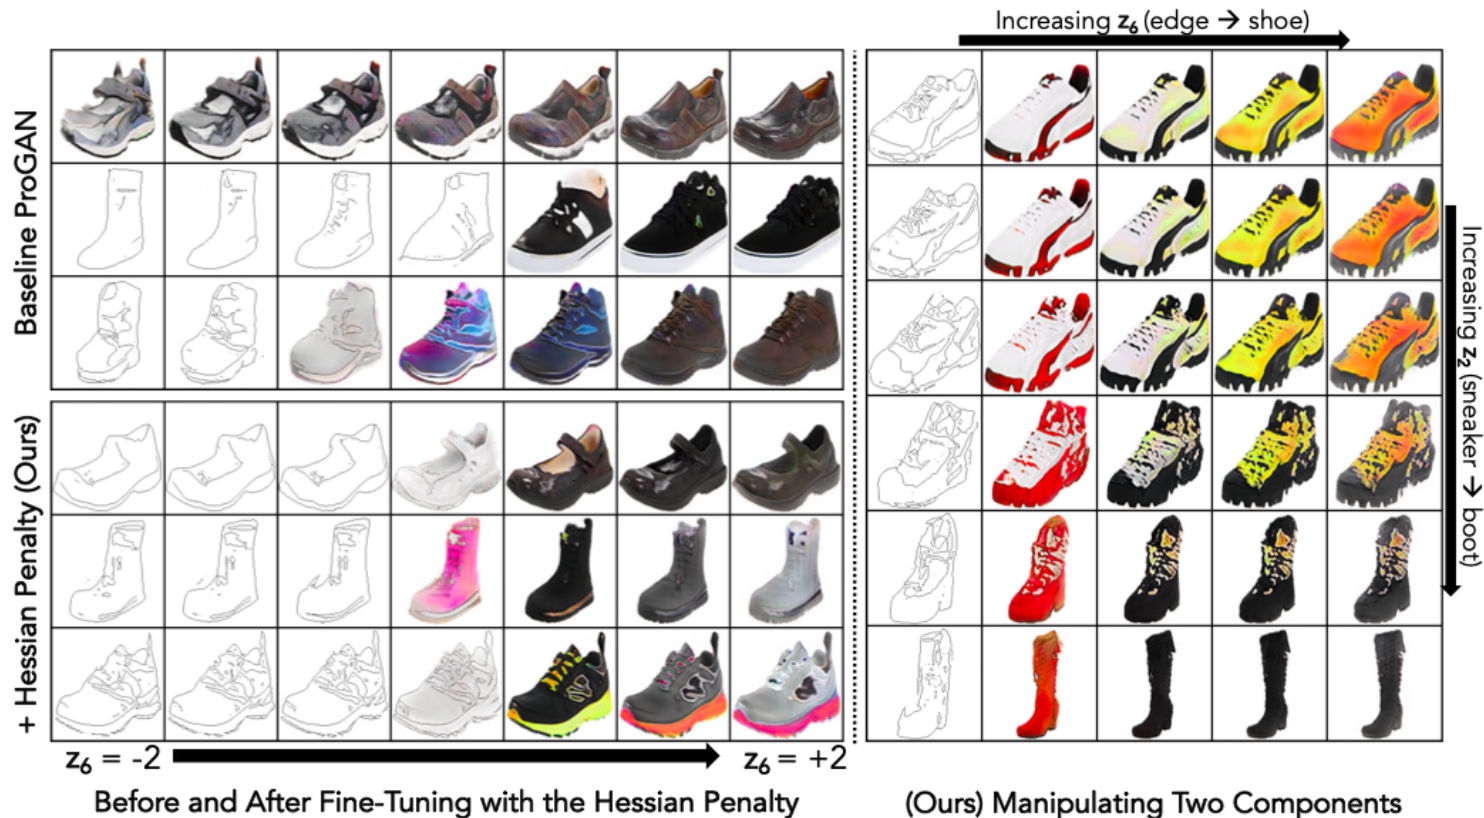 Increasing z₆ (edge → shoe)
Baseline ProGAN
+ Hessian Penalty (Ours)
Increasing z₂ (sneaker → boot)
z₆ = -2
z₆ = +2
Before and After Fine-Tuning with the Hessian Penalty
(Ours) Manipulating Two Components